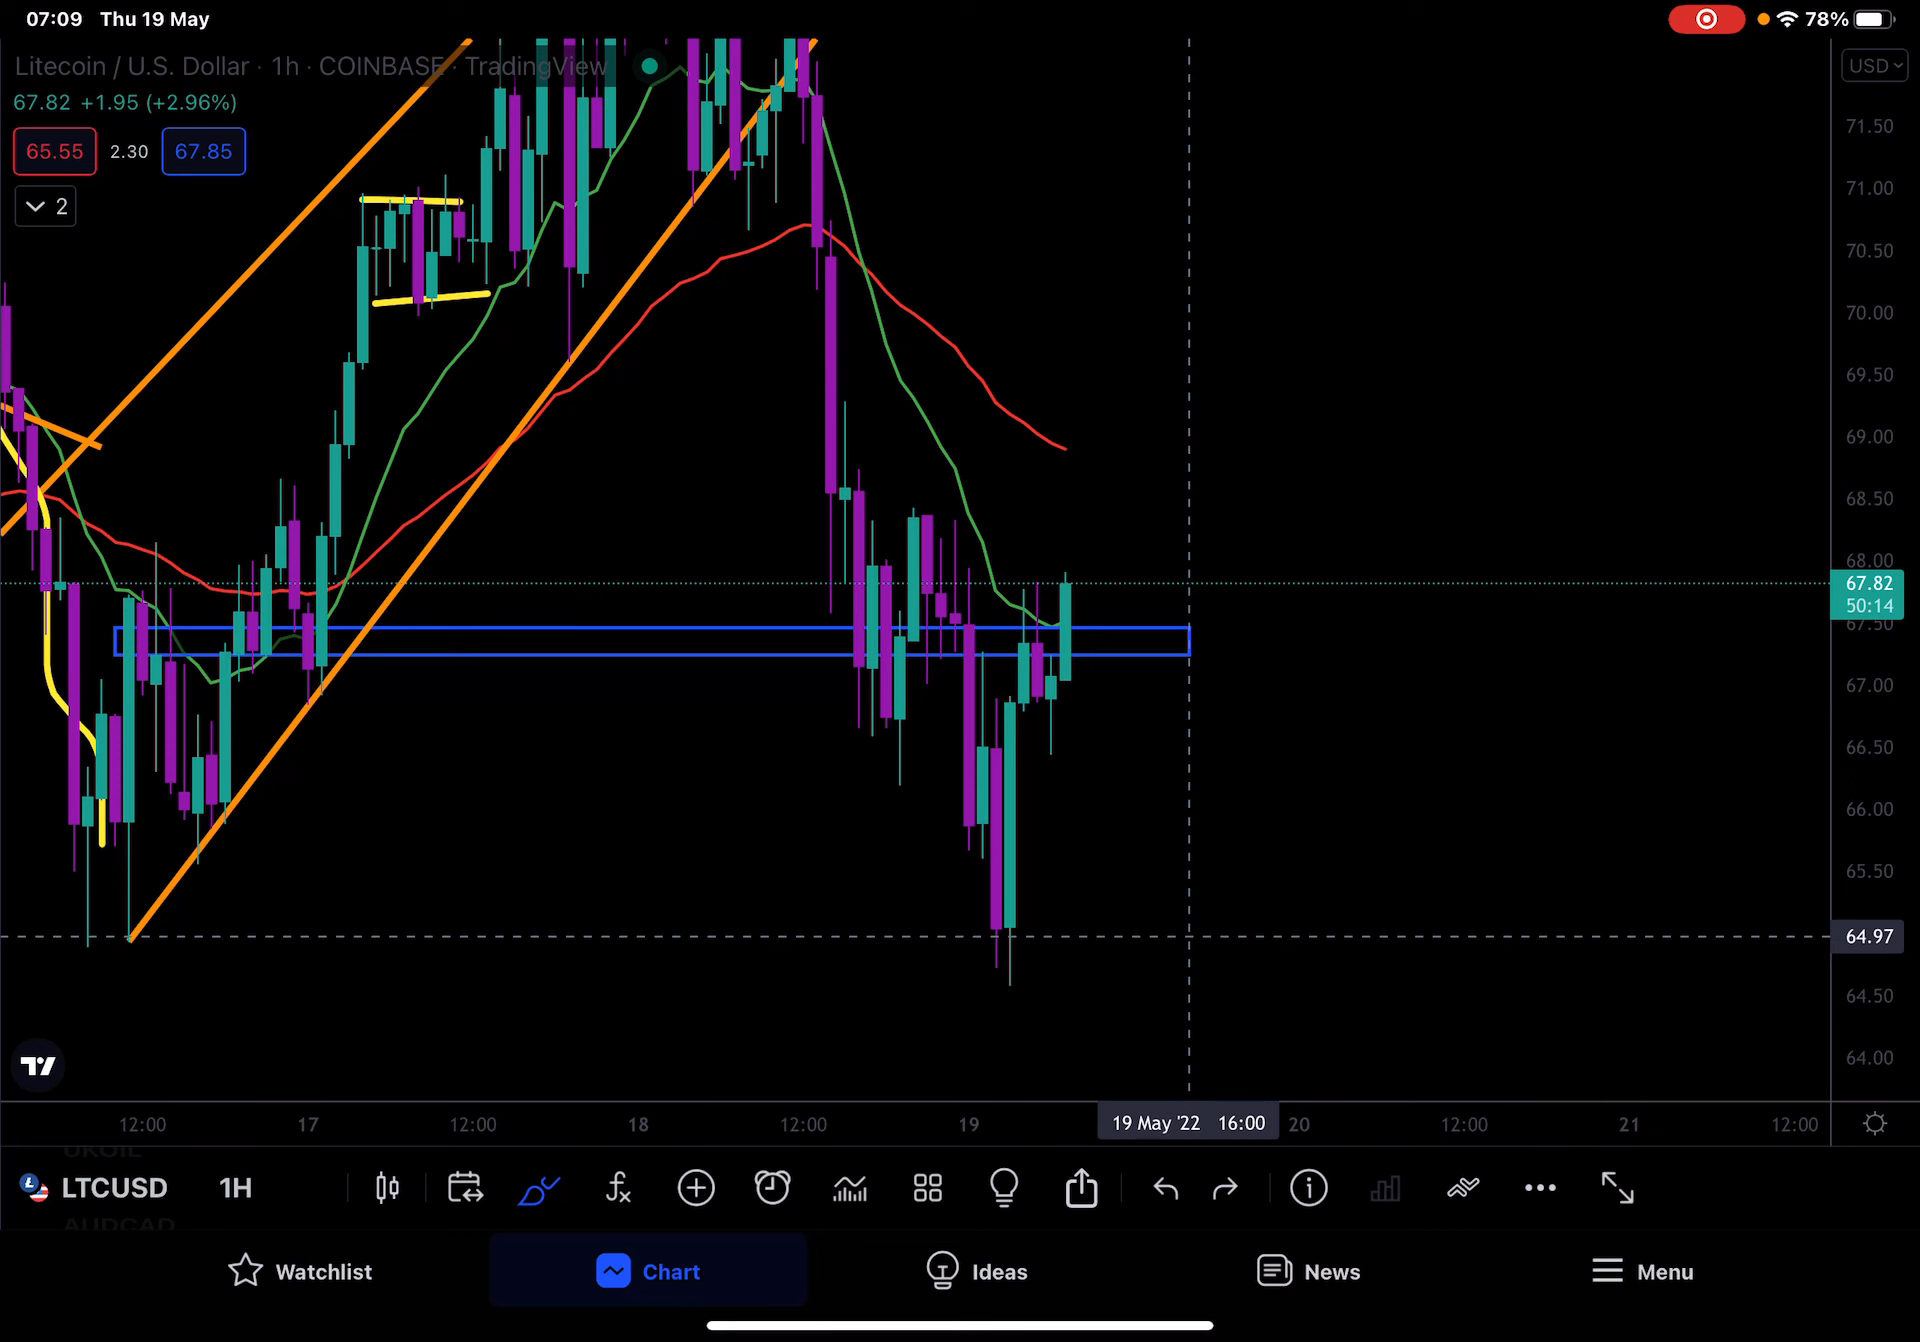 07:09 Thu 19 May
78%
Litecoin / U.S. Dollar · 1h · COINBASE · TradingView
USD
67.82 +1.95 (+2.96%)
65.55 2.30 67.85
2
71.50
71.00
70.50
70.00
69.50
69.00
68.50
68.00
67.82
50:14
67.50
67.00
66.50
66.00
65.50
64.97
64.50
64.00
12:00 17 12:00 18 12:00 19 19 May '22 16:00 20 12:00 21 12:00
UKOIL
LTCUSD 1H
AUDCAD
Watchlist Chart Ideas News Menu